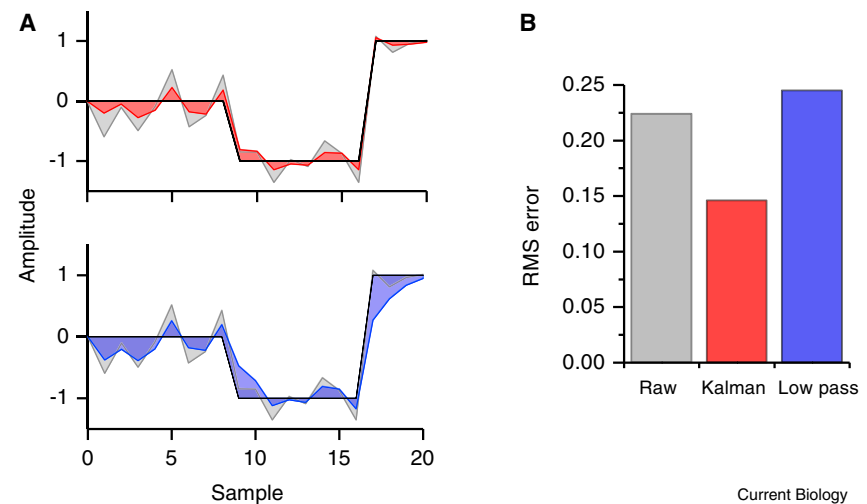 A
1
0
-1
Amplitude
1
0
-1
0
5
10
15
20
Sample
B
0.25
0.20
0.15
0.10
0.05
0.00
RMS error
Raw
Kalman
Low pass
Current Biology